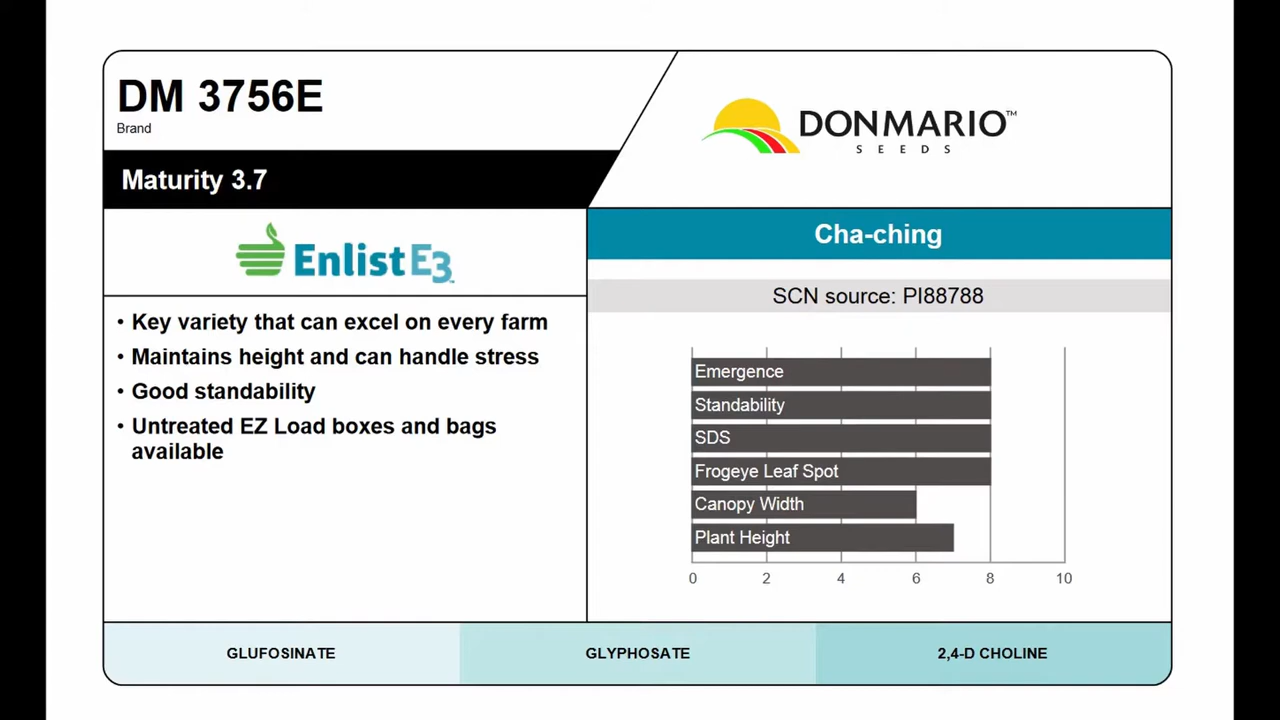 DM 3756E
Brand
Maturity 3.7
DONMARIO™
SEEDS
EnlistE3™
Cha-ching
SCN source: PI88788
• Key variety that can excel on every farm
• Maintains height and can handle stress
• Good standability
• Untreated EZ Load boxes and bags
available
Emergence
Standability
SDS
Frogeye Leaf Spot
Canopy Width
Plant Height
0 2 4 6 8 10
GLUFOSINATE
GLYPHOSATE
2,4-D CHOLINE